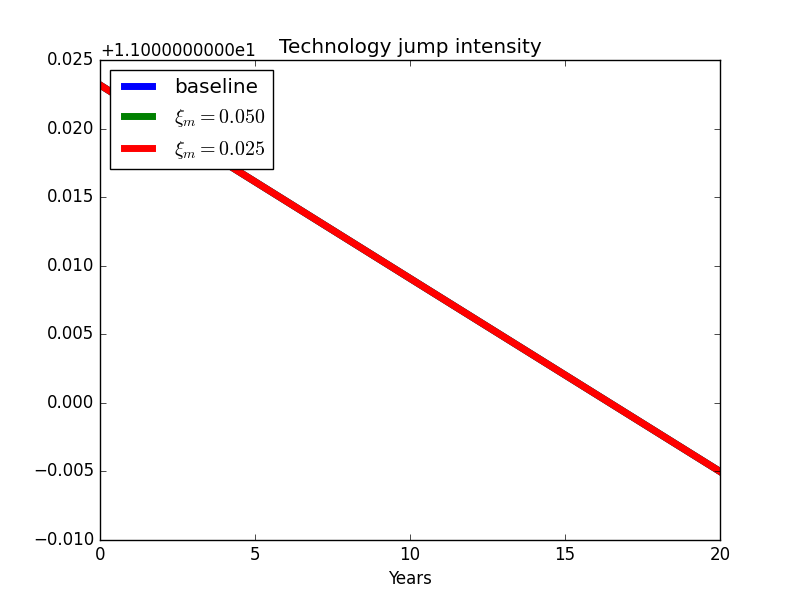 Technology jump intensity
+1.1000000000e1
0.025
0.020
0.015
0.010
0.005
0.000
−0.005
−0.010
baseline
ξm = 0.050
ξm = 0.025
0 5 10 15 20
Years